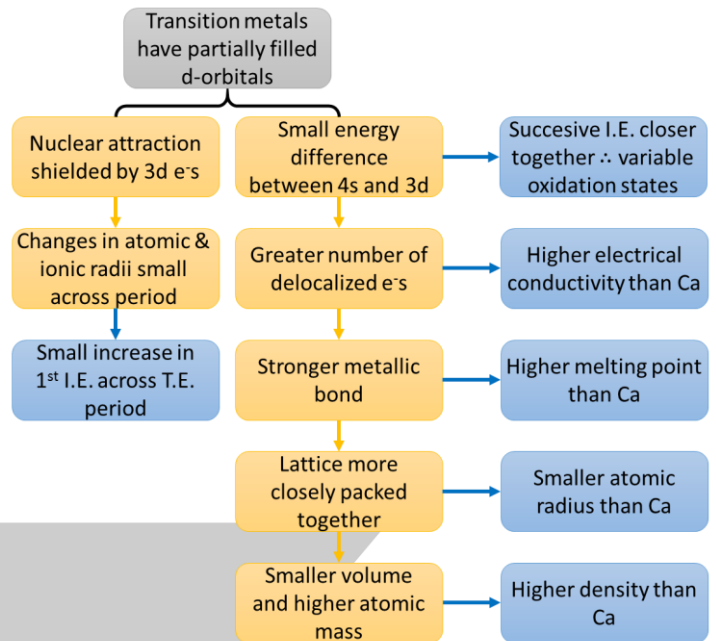 Transition metals
have partially filled
d-orbitals
Nuclear attraction
shielded by 3d e⁻s
Small energy
difference
between 4s and 3d
Succesive I.E. closer
together ∴ variable
oxidation states
Changes in atomic &
ionic radii small
across period
Greater number of
delocalized e⁻s
Higher electrical
conductivity than Ca
Small increase in
1ˢᵗ I.E. across T.E.
period
Stronger metallic
bond
Higher melting point
than Ca
Lattice more
closely packed
together
Smaller atomic
radius than Ca
Smaller volume
and higher atomic
mass
Higher density than
Ca